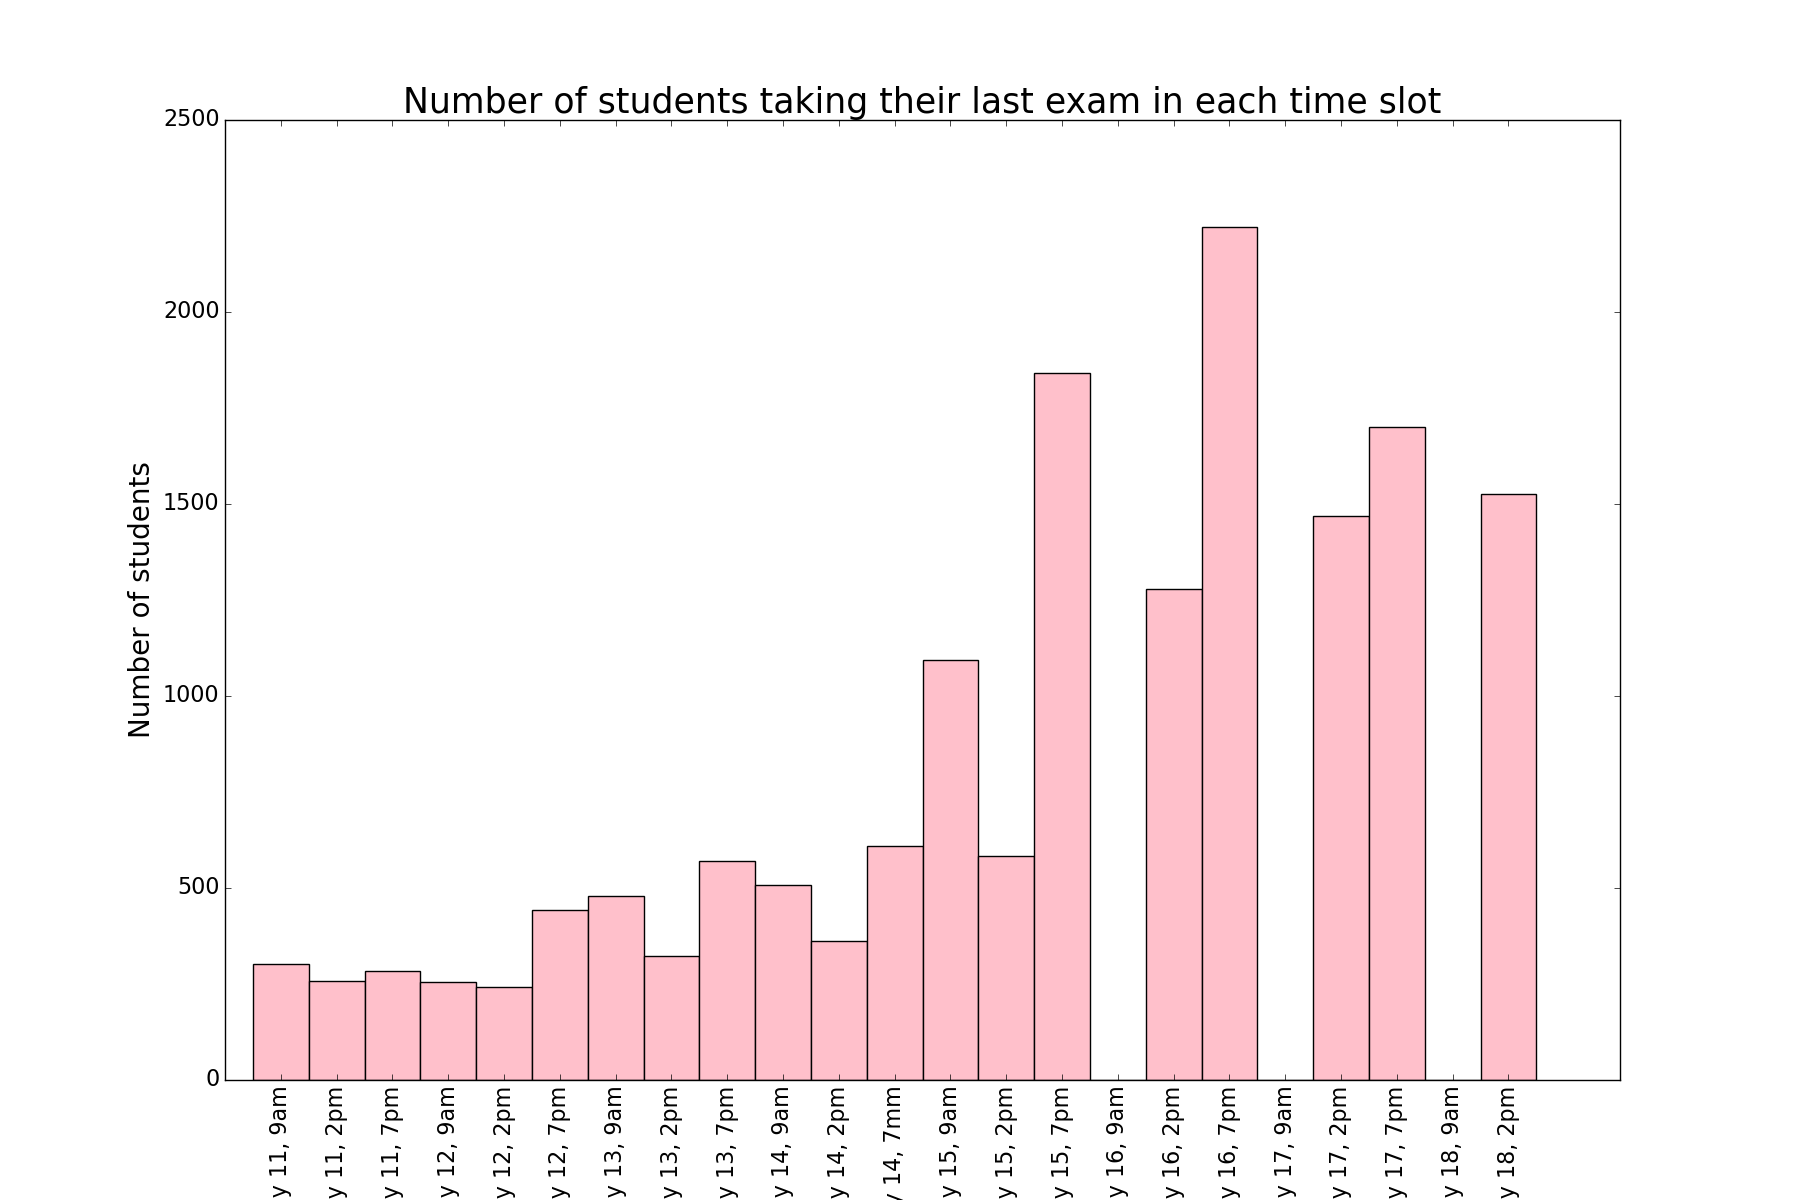 Number of students taking their last exam in each time slot
Number of students
2500
2000
1500
1000
500
0
y 11, 9am
y 11, 2pm
y 11, 7pm
y 12, 9am
y 12, 2pm
y 12, 7pm
y 13, 9am
y 13, 2pm
y 13, 7pm
y 14, 9am
y 14, 2pm
y 14, 7mm
y 15, 9am
y 15, 2pm
y 15, 7pm
y 16, 9am
y 16, 2pm
y 16, 7pm
y 17, 9am
y 17, 2pm
y 17, 7pm
y 18, 9am
y 18, 2pm